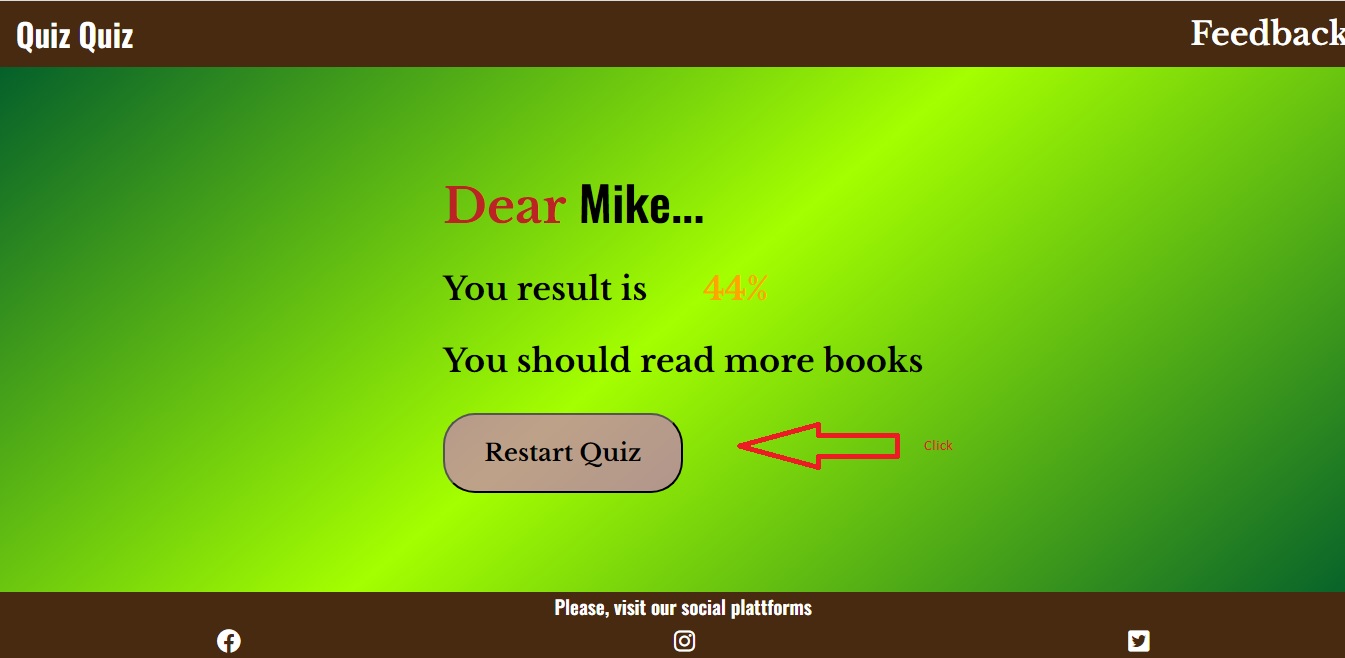 Quiz Quiz
Feedback
Dear Mike...
You result is 44%
You should read more books
Restart Quiz
Click
Please, visit our social plattforms